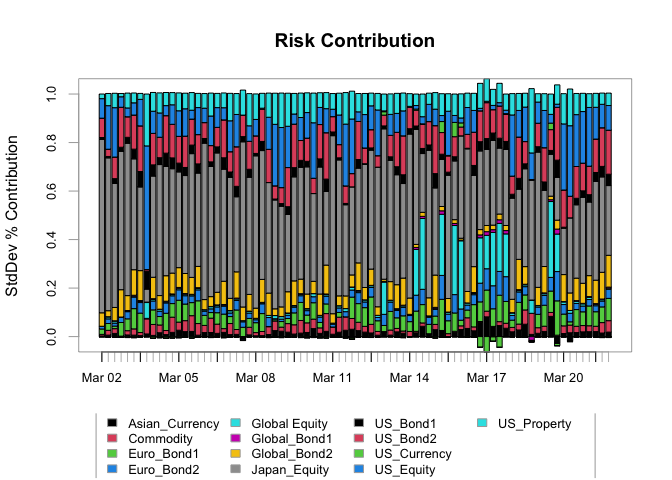 Risk Contribution
StdDev % Contribution
1.0
0.8
0.6
0.4
0.2
0.0
Mar 02 Mar 05 Mar 08 Mar 11 Mar 14 Mar 17 Mar 20
Asian_Currency Global Equity US_Bond1 US_Property
Commodity Global_Bond1 US_Bond2
Euro_Bond1 Global_Bond2 US_Currency
Euro_Bond2 Japan_Equity US_Equity